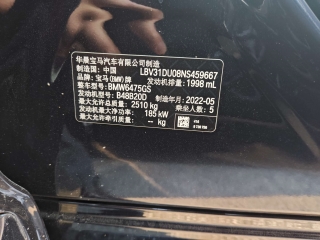 华晨宝马汽车有限公司制造
制造国: 中国 LBV31DU08NS459667
品牌: 宝马(BMW)牌 发动机排量: 1998 mL
整车型号: BMW6475GS
发动机型号: B48B20D 制造年月: 2022-05
最大允许总质量: 2510 kg 乘坐人数: 5
发动机最大净功率: 185 kW
最大允许牵引质量: -- kg